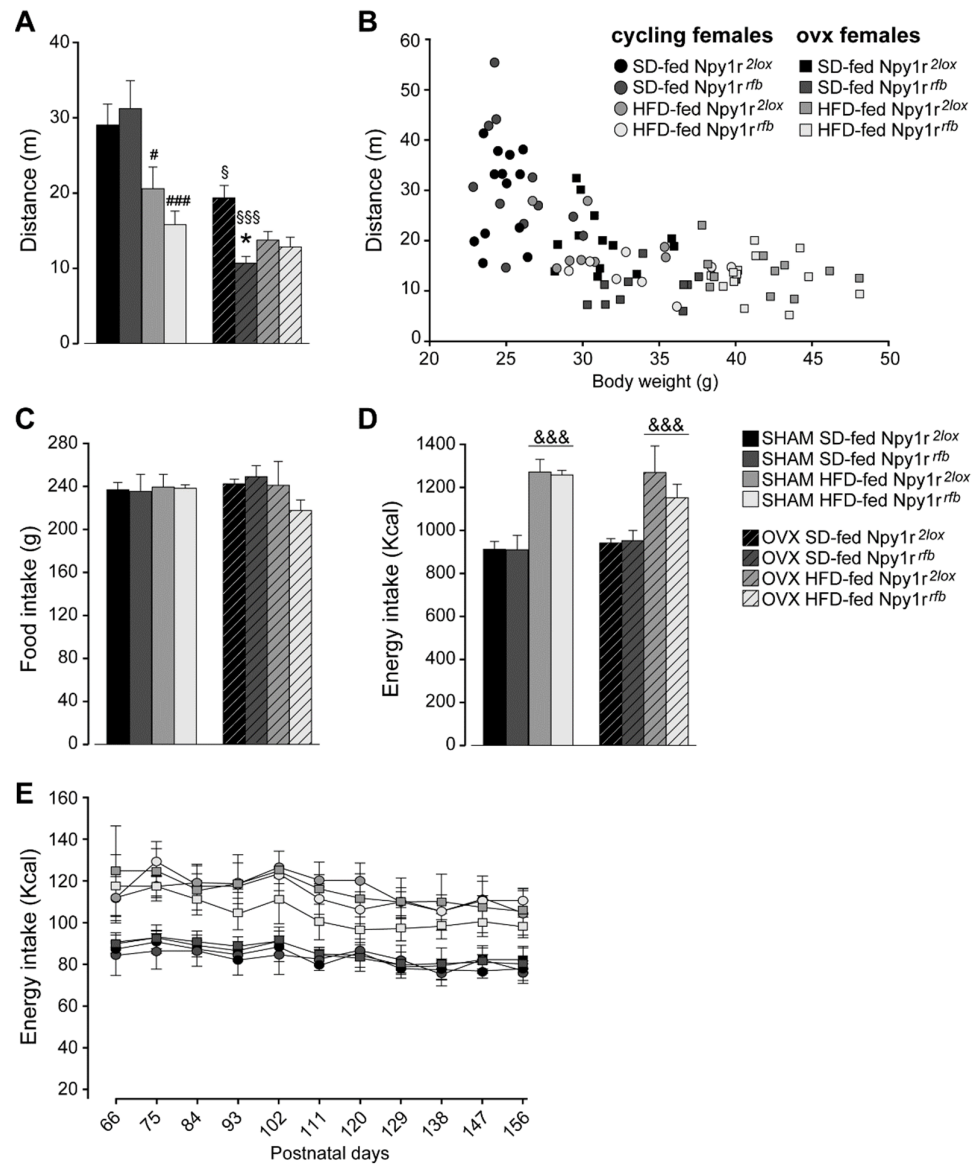 A
Distance (m)
40
30
20
10
0
#
###
§
§§§
*
B
Distance (m)
60
50
40
30
20
10
0
20 25 30 35 40 45 50
Body weight (g)
cycling females ovx females
SD-fed Npy1r2lox SD-fed Npy1r2lox
SD-fed Npy1rrfb SD-fed Npy1rrfb
HFD-fed Npy1r2lox HFD-fed Npy1r2lox
HFD-fed Npy1rrfb HFD-fed Npy1rrfb
C
Food intake (g)
280
240
200
160
120
80
40
0
D
Energy intake (Kcal)
1400
1200
1000
800
600
400
200
0
&&& &&&
SHAM SD-fed Npy1r2lox
SHAM SD-fed Npy1rrfb
SHAM HFD-fed Npy1r2lox
SHAM HFD-fed Npy1rrfb
OVX SD-fed Npy1r2lox
OVX SD-fed Npy1rrfb
OVX HFD-fed Npy1r2lox
OVX HFD-fed Npy1rrfb
E
Energy intake (Kcal)
160
140
120
100
80
60
40
20
66 75 84 93 102 111 120 129 138 147 156
Postnatal days